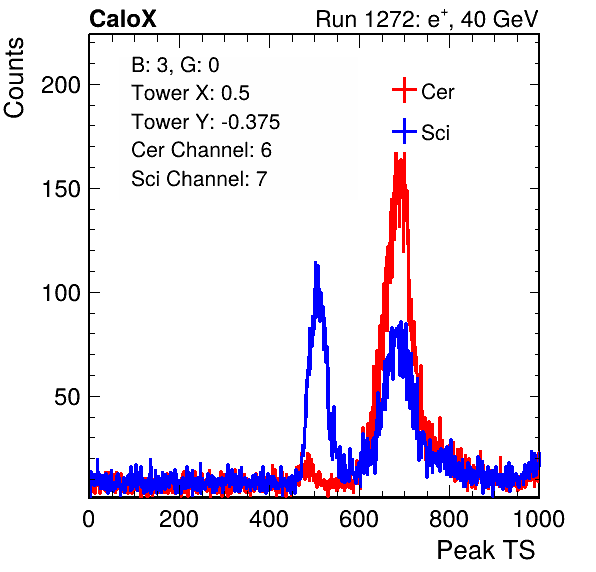 CaloX Run 1272: e⁺, 40 GeV
Counts
B: 3, G: 0
Tower X: 0.5
Tower Y: -0.375
Cer Channel: 6
Sci Channel: 7
Cer
Sci
200
150
100
50
0 200 400 600 800 1000
Peak TS